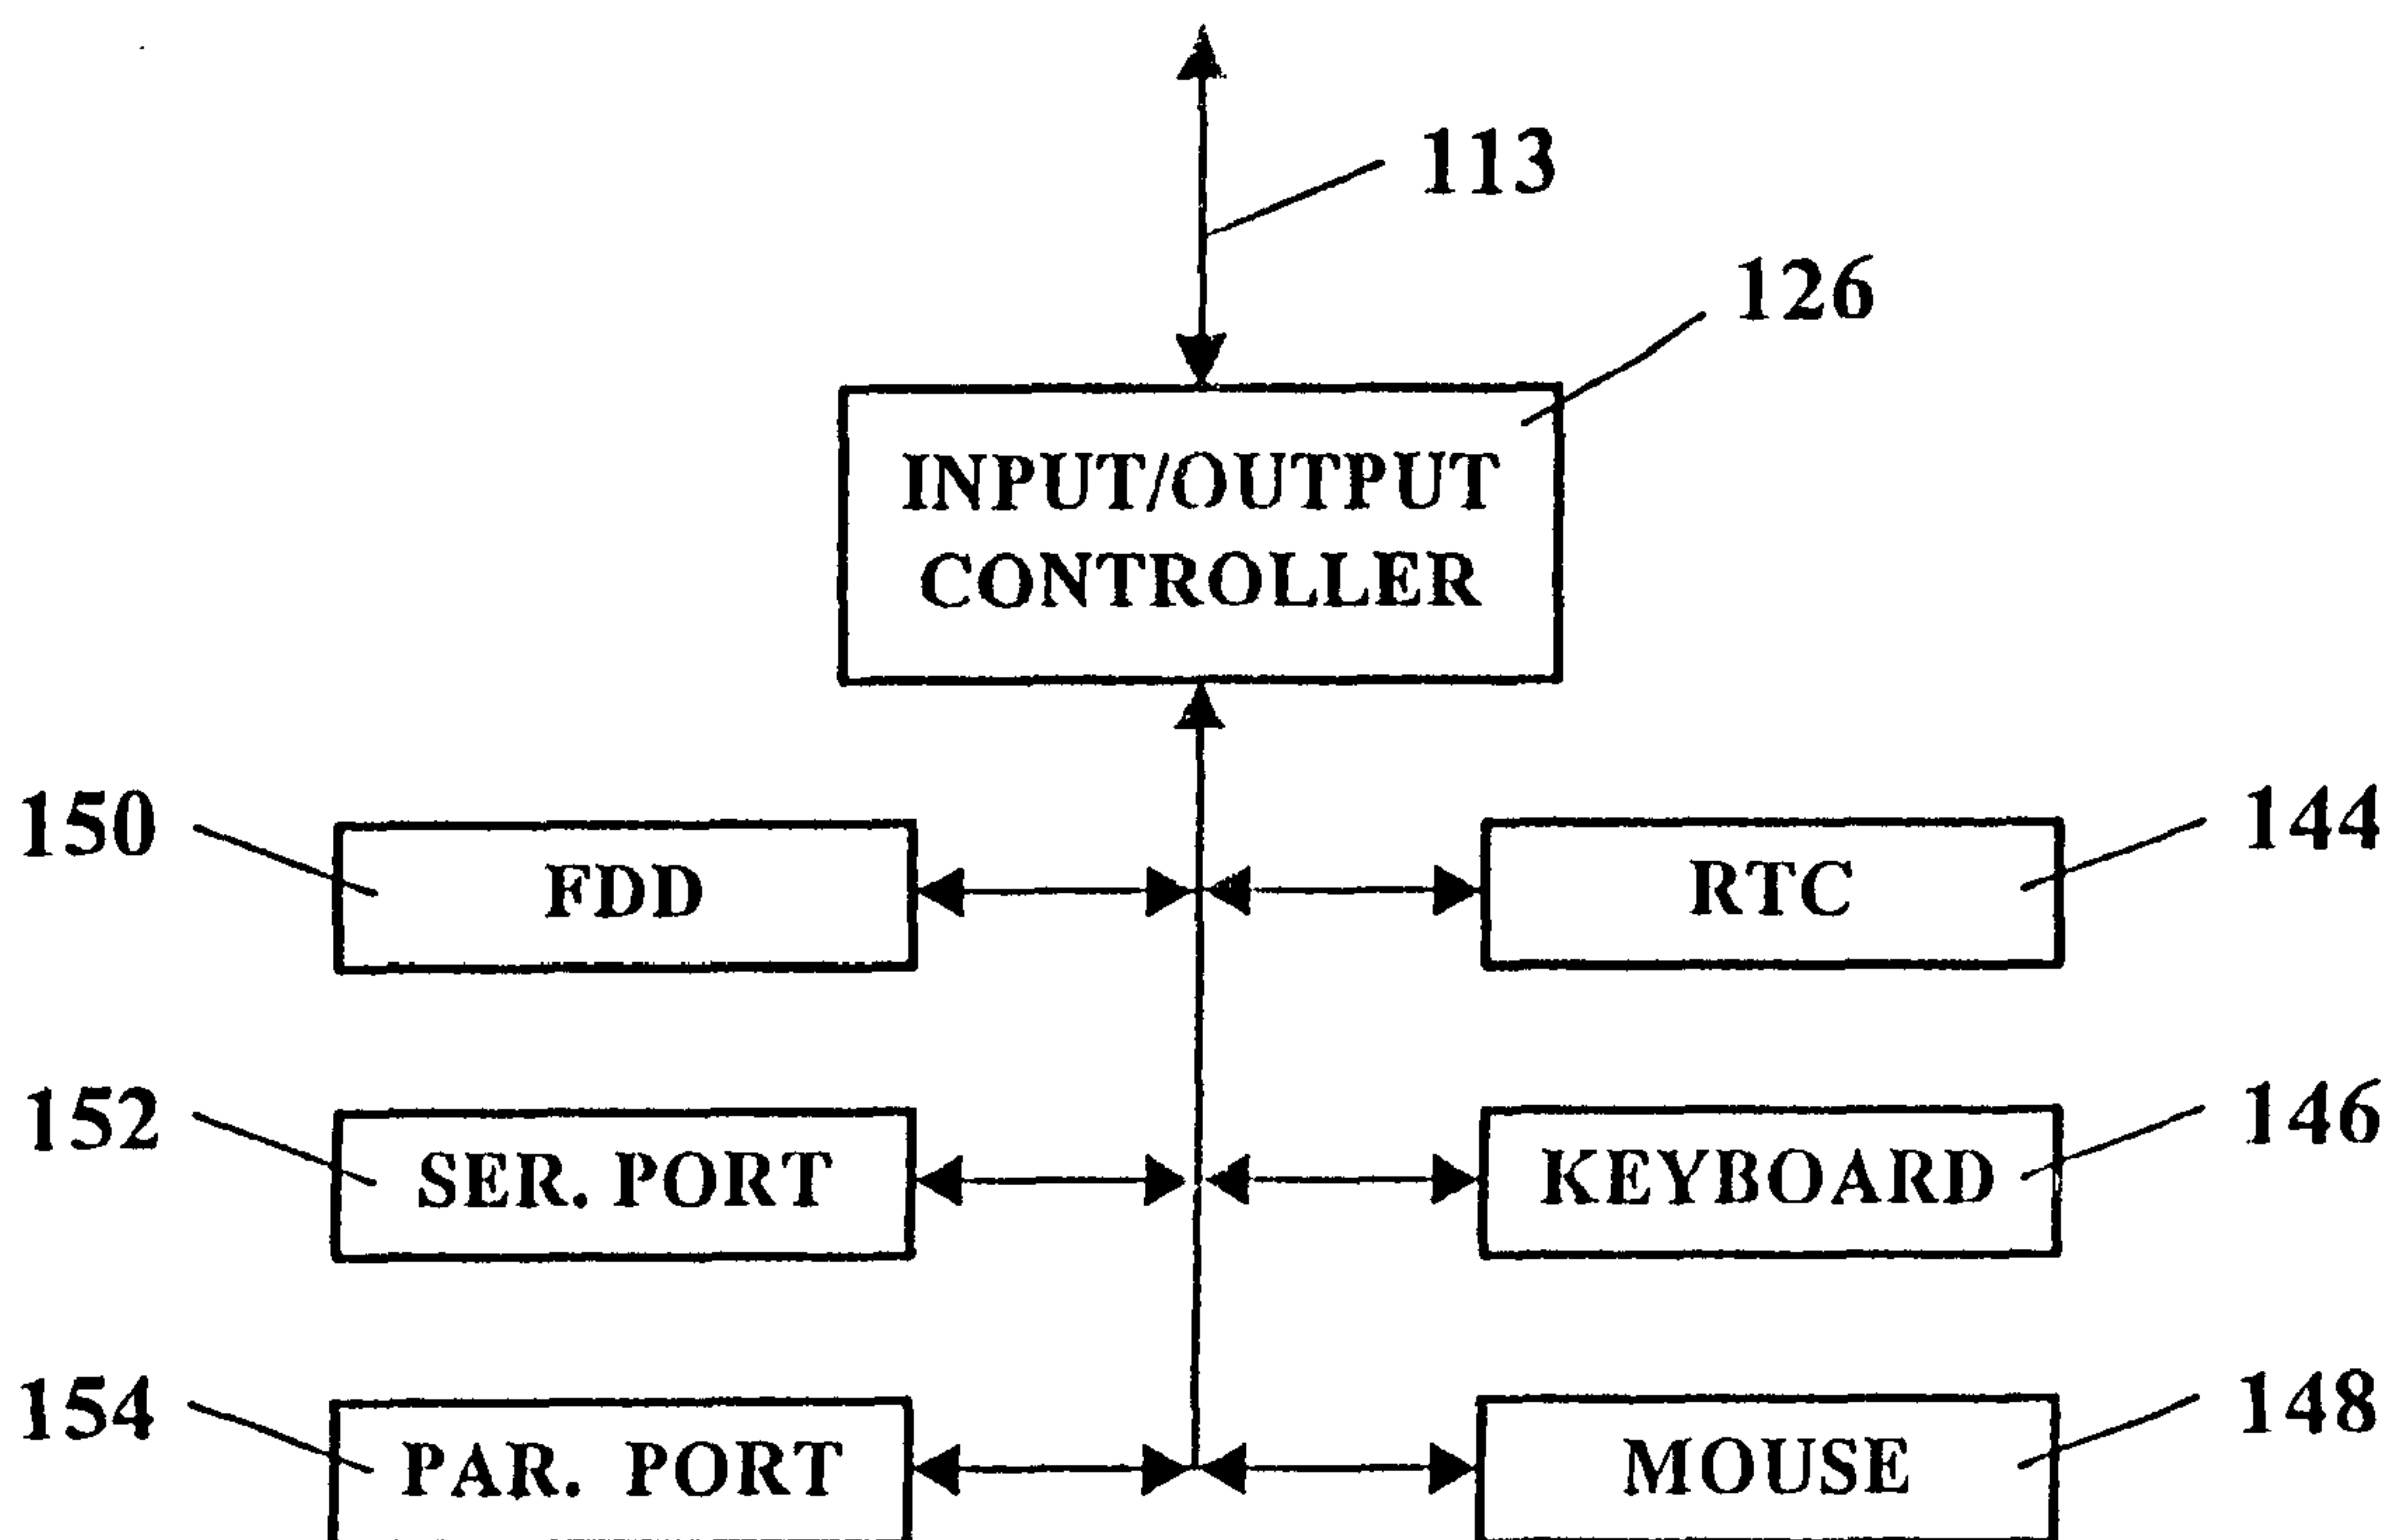 113
126
INPUT/OUTPUT
CONTROLLER
150
FDD
RTC
144
152
SER. PORT
KEYBOARD
146
154
PAR. PORT
MOUSE
148